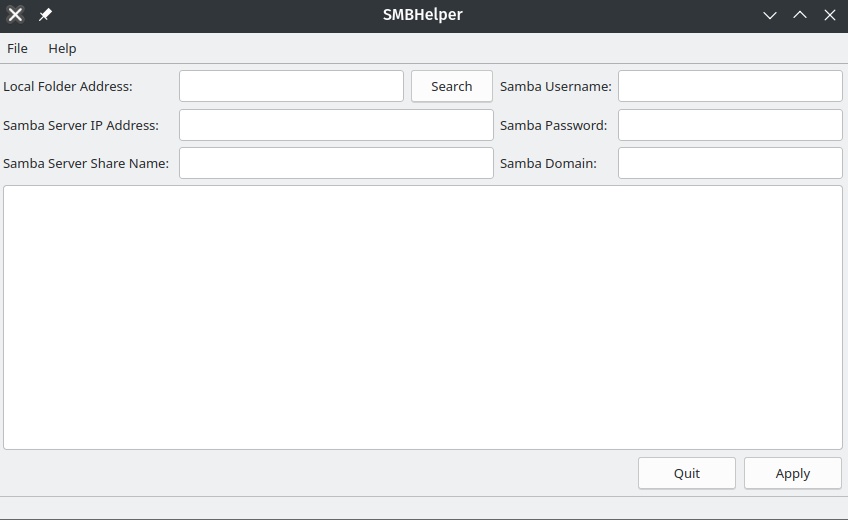 SMBHelper
File Help
Local Folder Address: Search Samba Username:
Samba Server IP Address: Samba Password:
Samba Server Share Name: Samba Domain:
Quit Apply